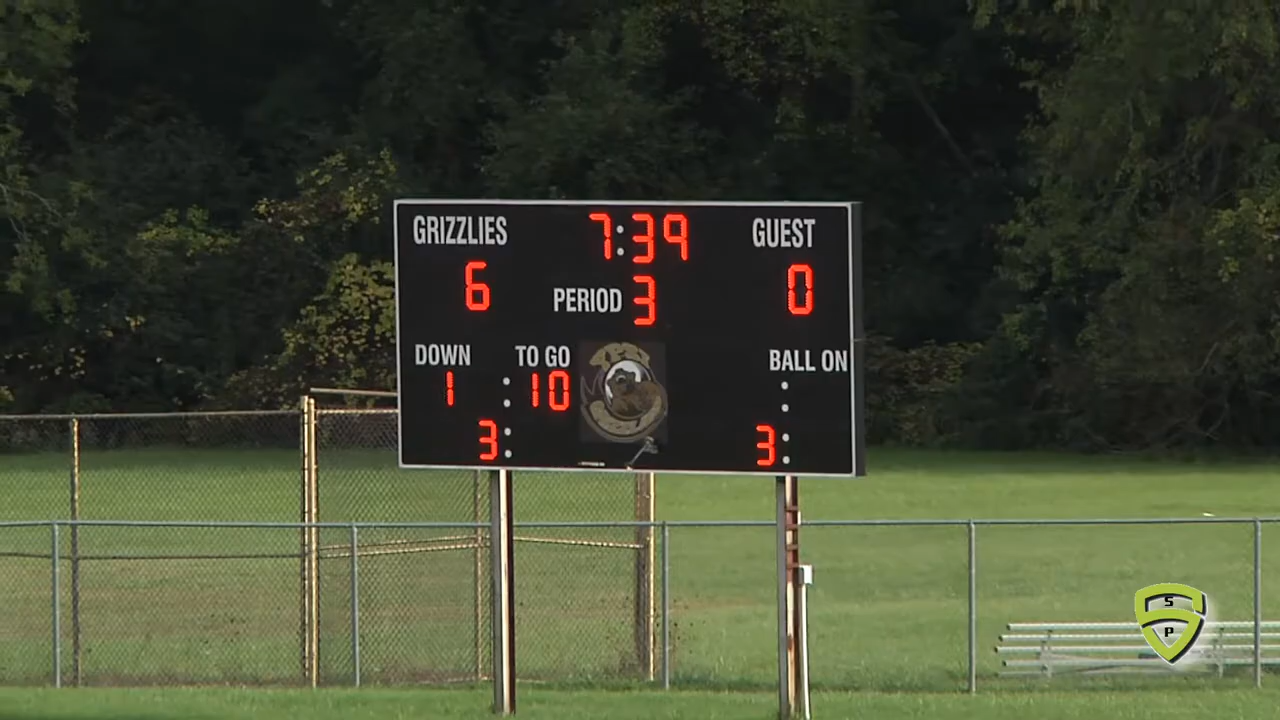 GRIZZLIES 7:39 GUEST
6 PERIOD 3 0
DOWN TO GO BALL ON
1 : 10 :
3: 3:
S
P